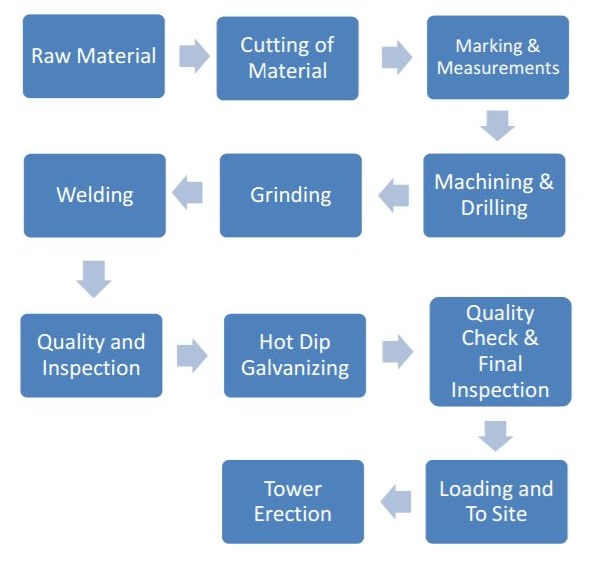 Raw Material
Cutting of
Material
Marking &
Measurements
Machining &
Drilling
Grinding
Welding
Quality and
Inspection
Hot Dip
Galvanizing
Quality
Check &
Final
Inspection
Loading and
To Site
Tower
Erection